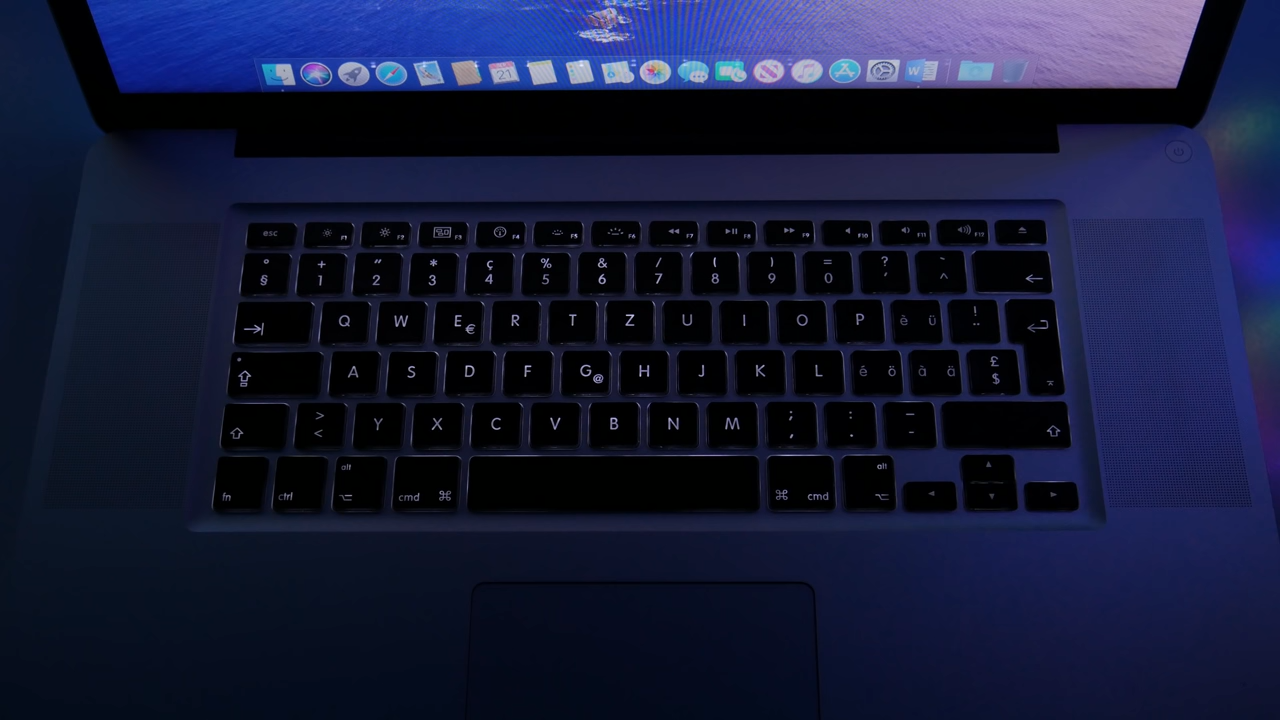 21
W
esc F1 F2 F3 F4 F5 F6 F7 F8 F9 F10 F11 F12
° + “ * ç % & / ( ) = ? ~
§ 1 2 3 4 5 6 7 8 9 0 ‘ ^
Q W E € R T Z U I O P è ü ! ¨
A S D F G @ H J K L é ö à ä £ $
> < Y X C V B N M ; , : . _ -
alt alt
fn ctrl cmd ⌘ ⌘ cmd